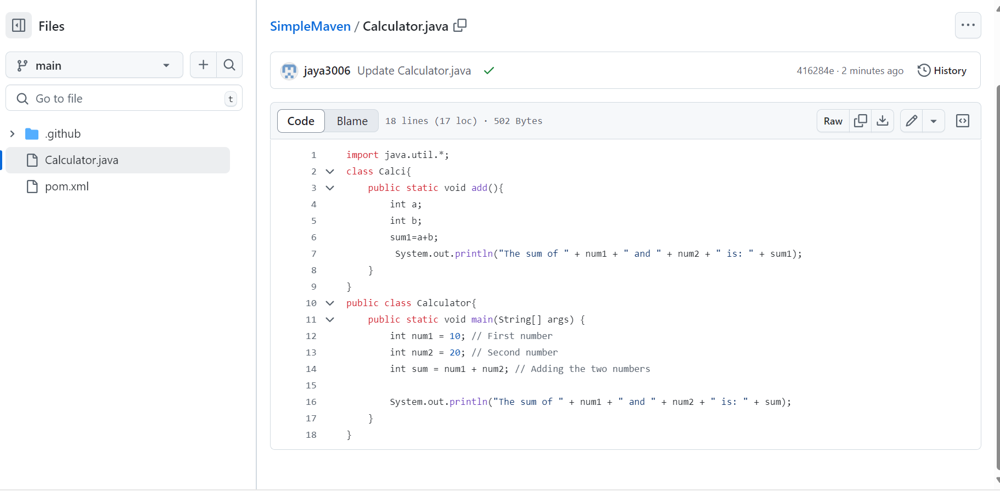 Files
main
Go to file
t
.github
Calculator.java
pom.xml
SimpleMaven / Calculator.java
jaya3006 Update Calculator.java
416284e · 2 minutes ago
History
Code
Blame
18 lines (17 loc) · 502 Bytes
Raw
1 import java.util.*;
2 class Calci{
3 public static void add(){
4 int a;
5 int b;
6 sum1=a+b;
7 System.out.println("The sum of " + num1 + " and " + num2 + " is: " + sum1);
8 }
9 }
10 public class Calculator{
11 public static void main(String[] args) {
12 int num1 = 10; // First number
13 int num2 = 20; // Second number
14 int sum = num1 + num2; // Adding the two numbers
15
16 System.out.println("The sum of " + num1 + " and " + num2 + " is: " + sum);
17 }
18 }